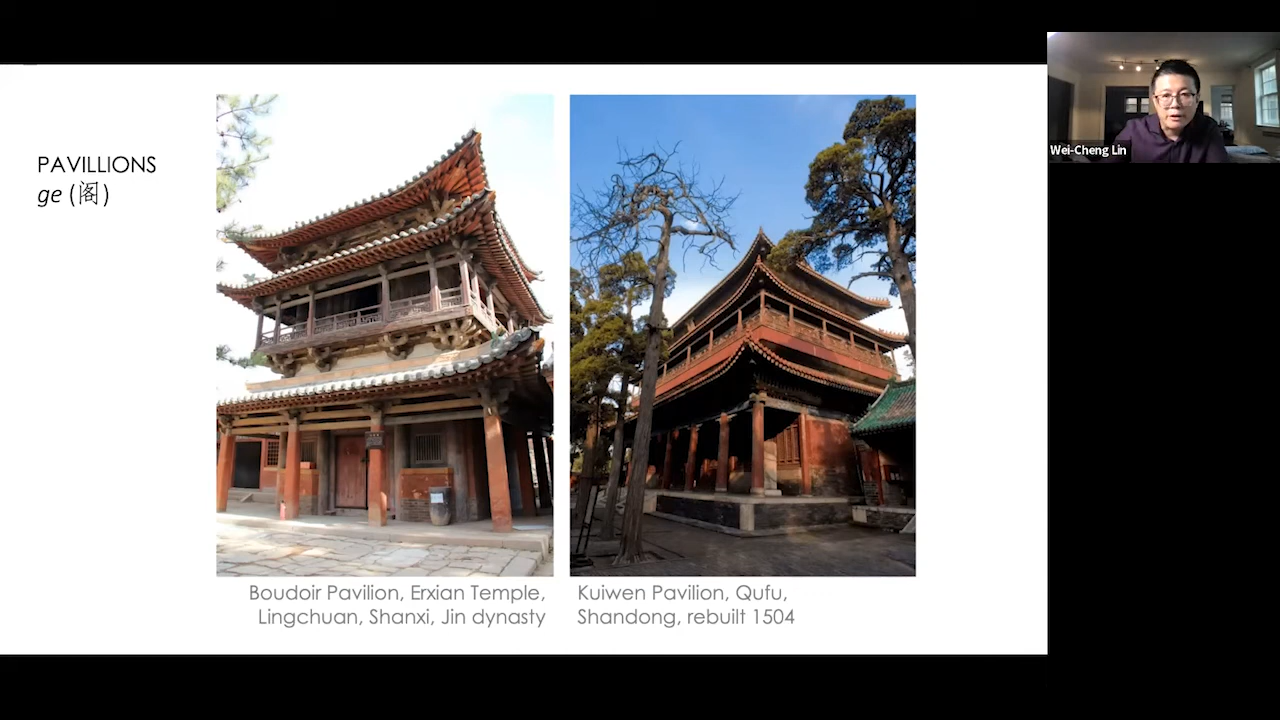 PAVILLIONS
ge (阁)
Boudoir Pavilion, Erxian Temple,
Lingchuan, Shanxi, Jin dynasty
Kuiwen Pavilion, Qufu,
Shandong, rebuilt 1504
Wei-Cheng Lin